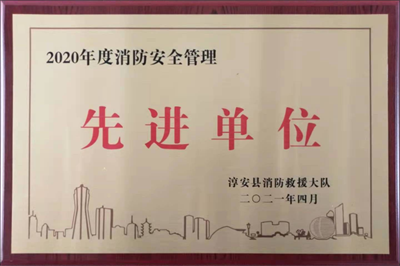 2020年度消防安全管理
先进单位
淳安县消防救援大队
二〇二一年四月